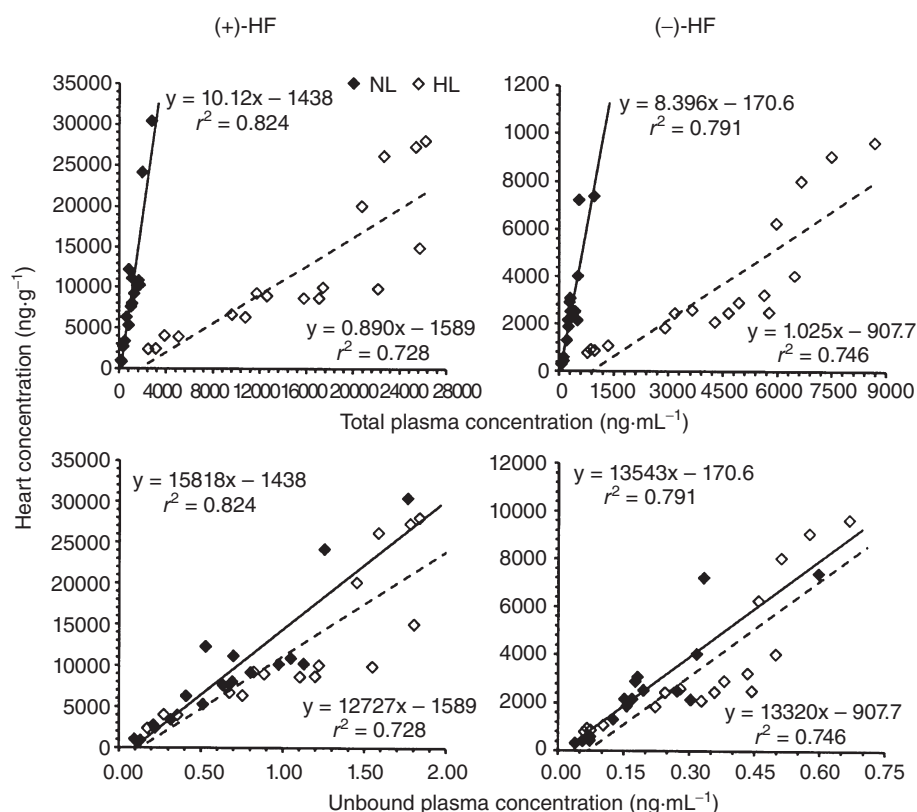 (+)-HF
(−)-HF
◆ NL ◇ HL
Heart concentration (ng·g⁻¹)
35000
30000
25000
20000
15000
10000
5000
0
y = 10.12x − 1438
r² = 0.824
y = 0.890x − 1589
r² = 0.728
0 4000 8000 12000 16000 20000 24000 28000
1200
9200
7200
4000
2000
0
y = 8.396x − 170.6
r² = 0.791
y = 1.025x − 907.7
r² = 0.746
0 1500 3000 4500 6000 7500 9000
Total plasma concentration (ng·mL⁻¹)
35000
30000
25000
20000
15000
10000
5000
0
y = 15818x − 1438
r² = 0.824
y = 12727x − 1589
r² = 0.728
0.00 0.50 1.00 1.50 2.00
12000
10000
8000
6000
4000
2000
0
y = 13543x − 170.6
r² = 0.791
y = 13320x − 907.7
r² = 0.746
0.00 0.15 0.30 0.45 0.60 0.75
Unbound plasma concentration (ng·mL⁻¹)